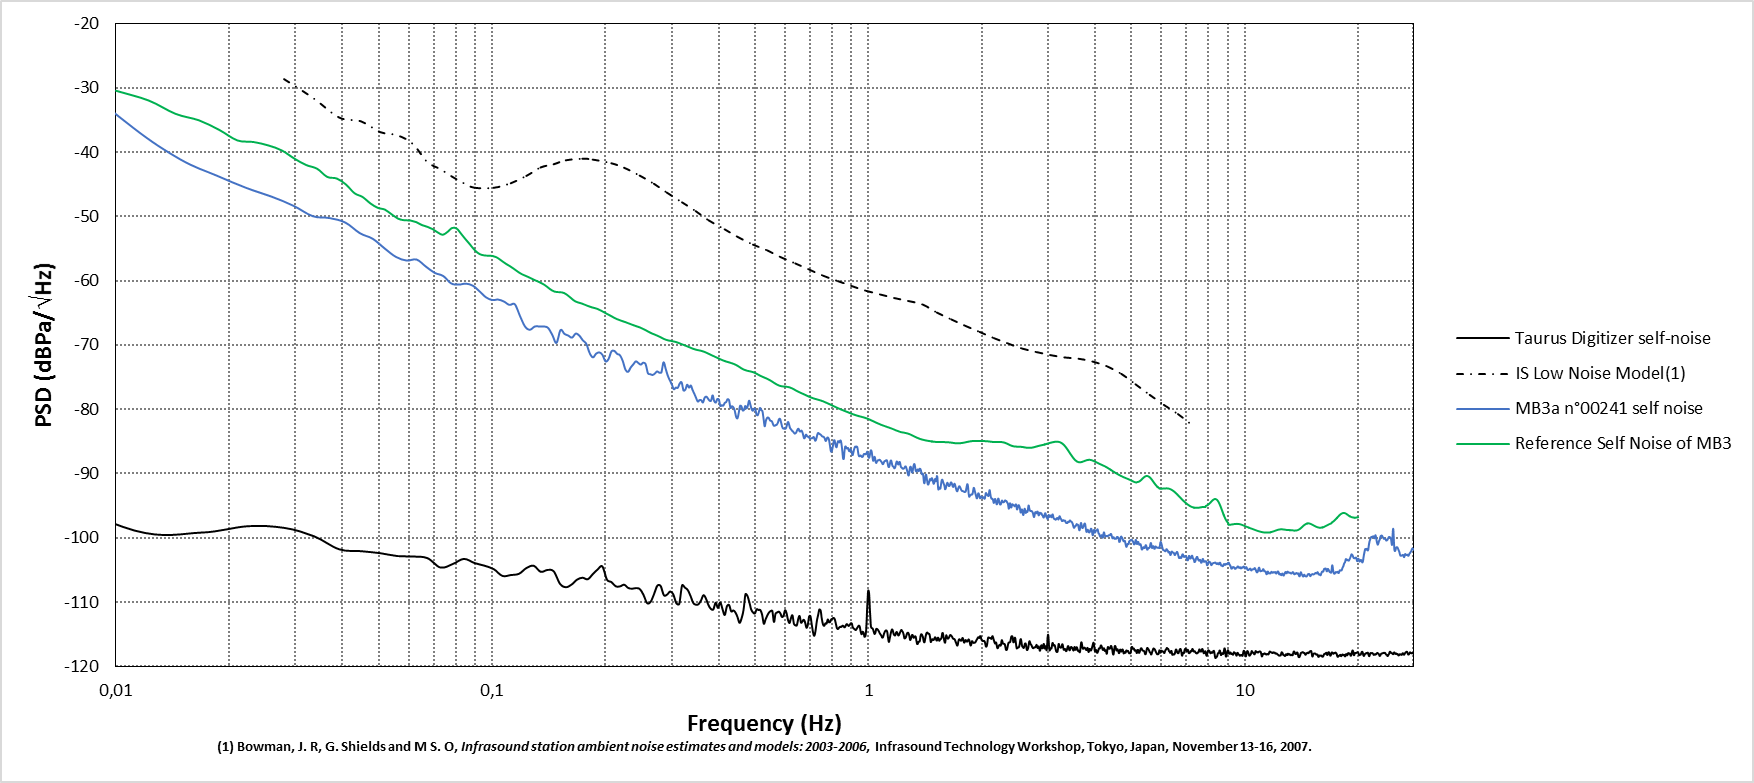 -20
-30
-40
-50
-60
-70
-80
-90
-100
-110
-120
PSD (dBPa/√Hz)
0,01 0,1 1 10
Frequency (Hz)
Taurus Digitizer self-noise
IS Low Noise Model(1)
MB3a n°00241 self noise
Reference Self Noise of MB3
(1) Bowman, J. R, G. Shields and M S. O, Infrasound station ambient noise estimates and models: 2003-2006, Infrasound Technology Workshop, Tokyo, Japan, November 13-16, 2007.